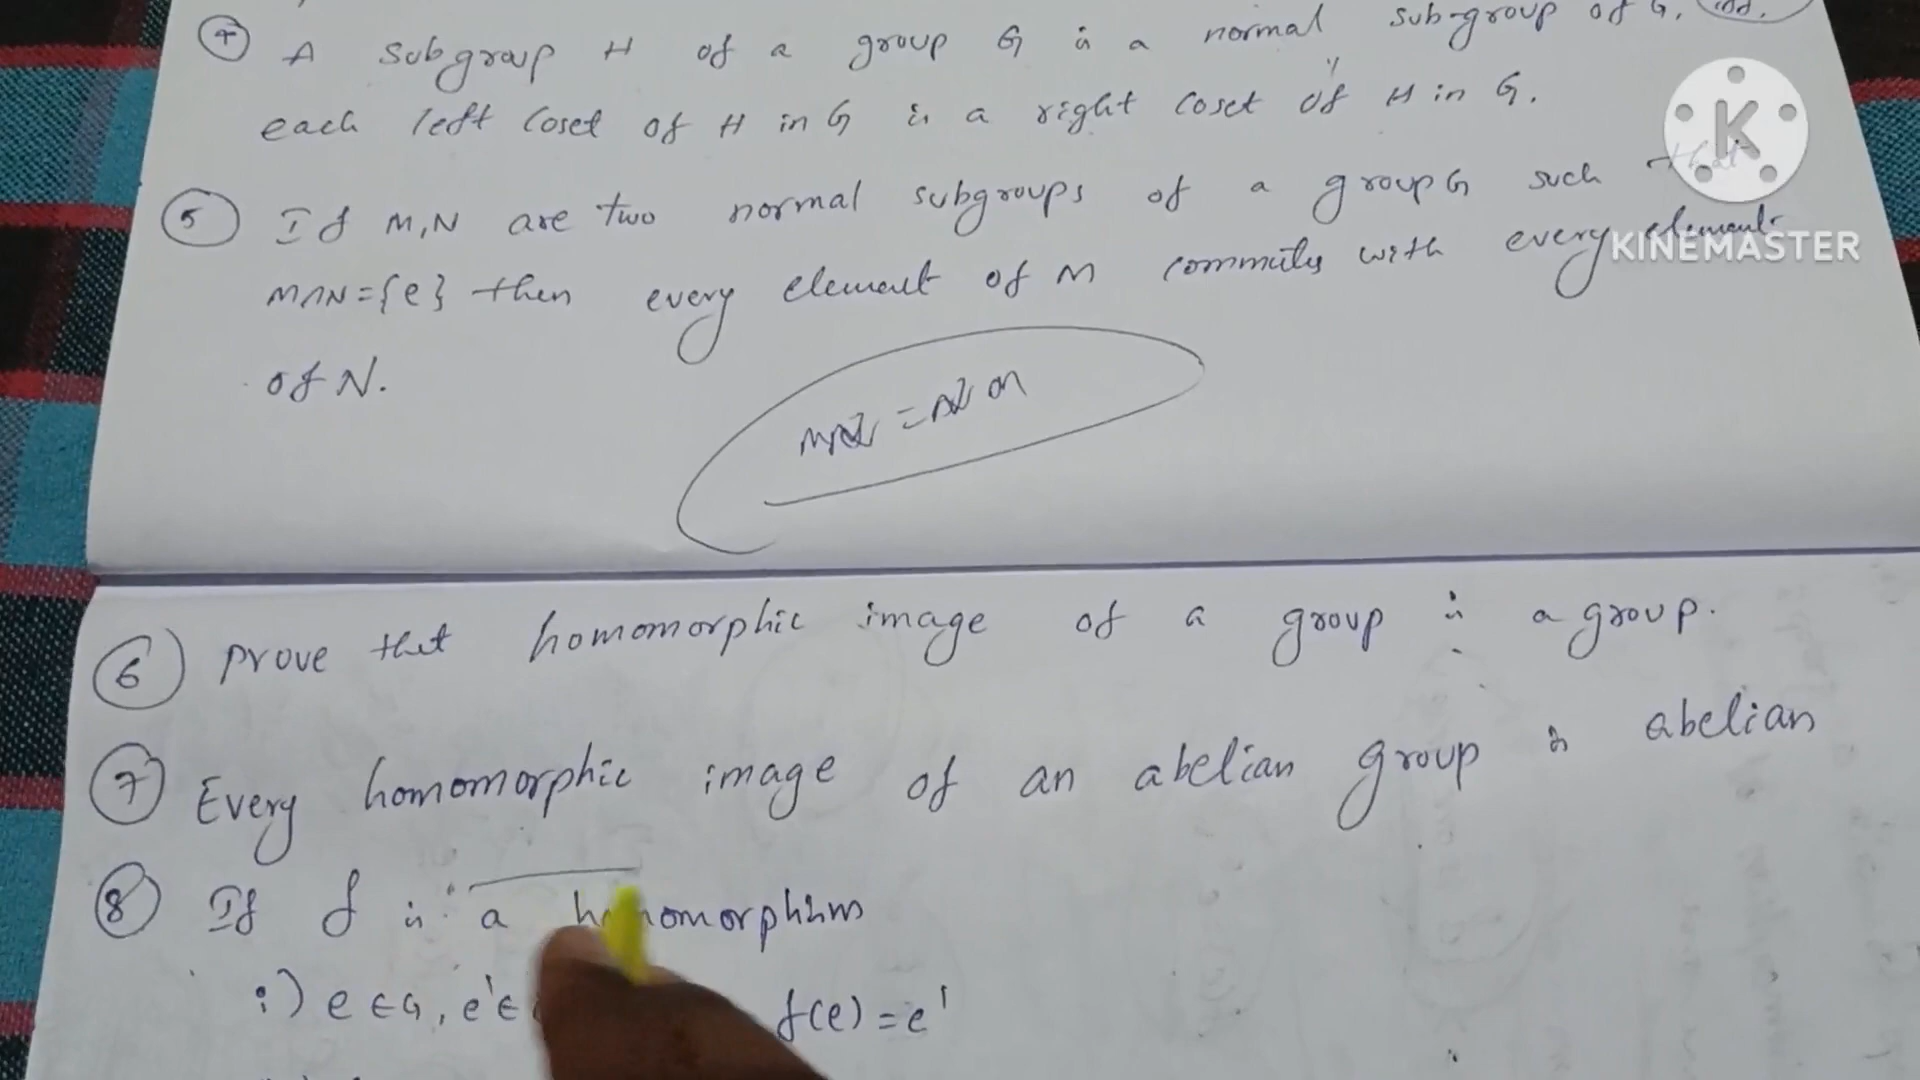 ④ A subgroup H of a group G is a normal sub-group of G, iff.
each left coset of H in G is a right coset of H in G.
⑤ If M,N are two normal subgroups of a group G such that
M∩N={e} then every element of M commutes with every element
of N.
⑥ prove that homomorphic image of a group is a group.
⑦ Every homomorphic image of an abelian group is abelian
⑧ If f is a homomorphism
i) e ∈ G, e' ∈ f(e) = e'
K
KINEMASTER